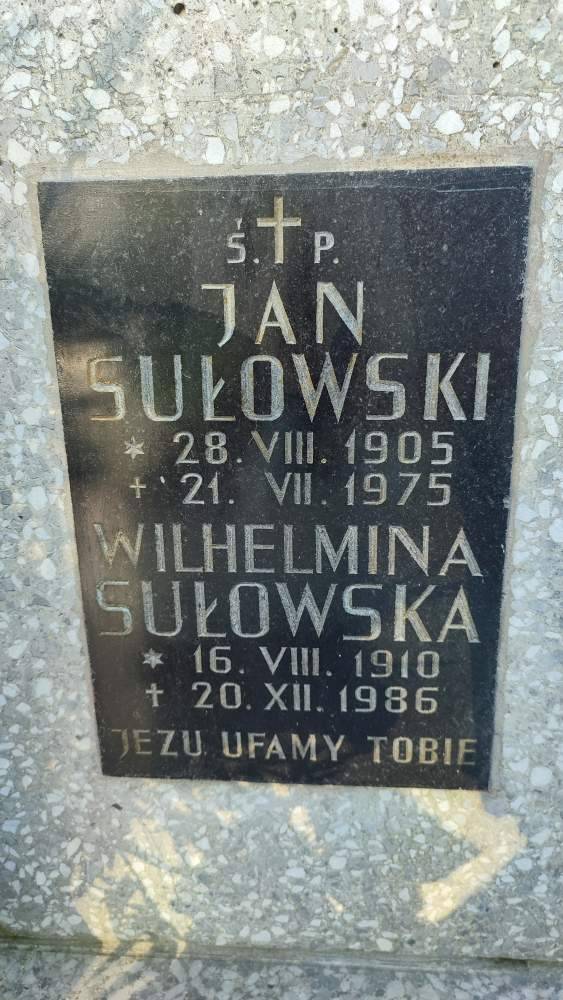 Ś. P.
JAN
SUŁOWSKI
* 28. VIII. 1905
+ 21. VII. 1975
WILHELMINA
SUŁOWSKA
* 16. VIII. 1910
+ 20. XII. 1986
JEZU UFAMY TOBIE